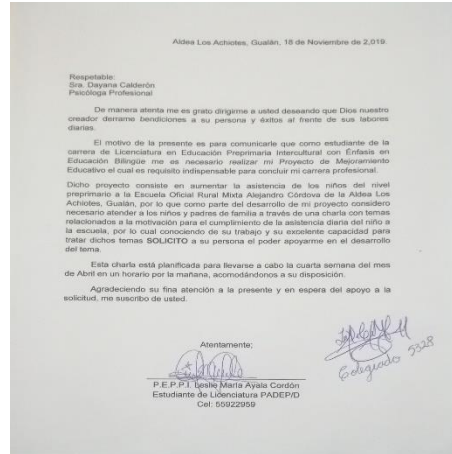 Aldea Los Achiotes, Gualán, 18 de Noviembre de 2,019.
Respetable:
Sra. Dayana Calderón
Psicóloga Profesional
De manera atenta me es grato dirigirme a usted deseando que Dios nuestro
creador derrame bendiciones a su persona y éxitos al frente de sus labores
diarias.
El motivo de la presente es para comunicarle que como estudiante de la
carrera de Licenciatura en Educación Preprimaria Intercultural con Énfasis en
Educación Bilingüe me es necesario realizar mi Proyecto de Mejoramiento
Educativo el cual es requisito indispensable para concluir mi carrera profesional.
Dicho proyecto consiste en aumentar la asistencia de los niños del nivel
preprimario a la Escuela Oficial Rural Mixta Alejandro Córdova de la Aldea Los
Achiotes, Gualán, por lo que como parte del desarrollo de mi proyecto considero
necesario atender a los niños y padres de familia a través de una charla con temas
relacionados a la motivación para el cumplimiento de la asistencia diaria del niño a
la escuela, por lo cual conociendo de su trabajo y su excelente capacidad para
tratar dichos temas SOLICITO a su persona el poder apoyarme en el desarrollo
del tema.
Esta charla está planificada para llevarse a cabo la cuarta semana del mes
de Abril en un horario por la mañana, acomodándonos a su disposición.
Agradeciendo su fina atención a la presente y en espera del apoyo a la
solicitud, me suscribo de usted.
Atentamente;
P.E.P.P.I. Leslie María Ayala Cordón
Estudiante de Licenciatura PADEP/D
Cel: 55922959
Colegiado 5328